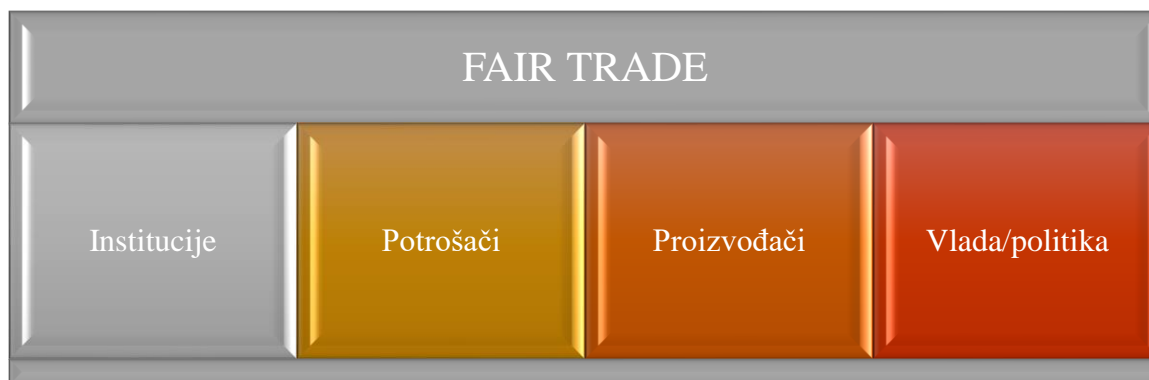 FAIR TRADE
Institucije
Potrošači
Proizvođači
Vlada/politika